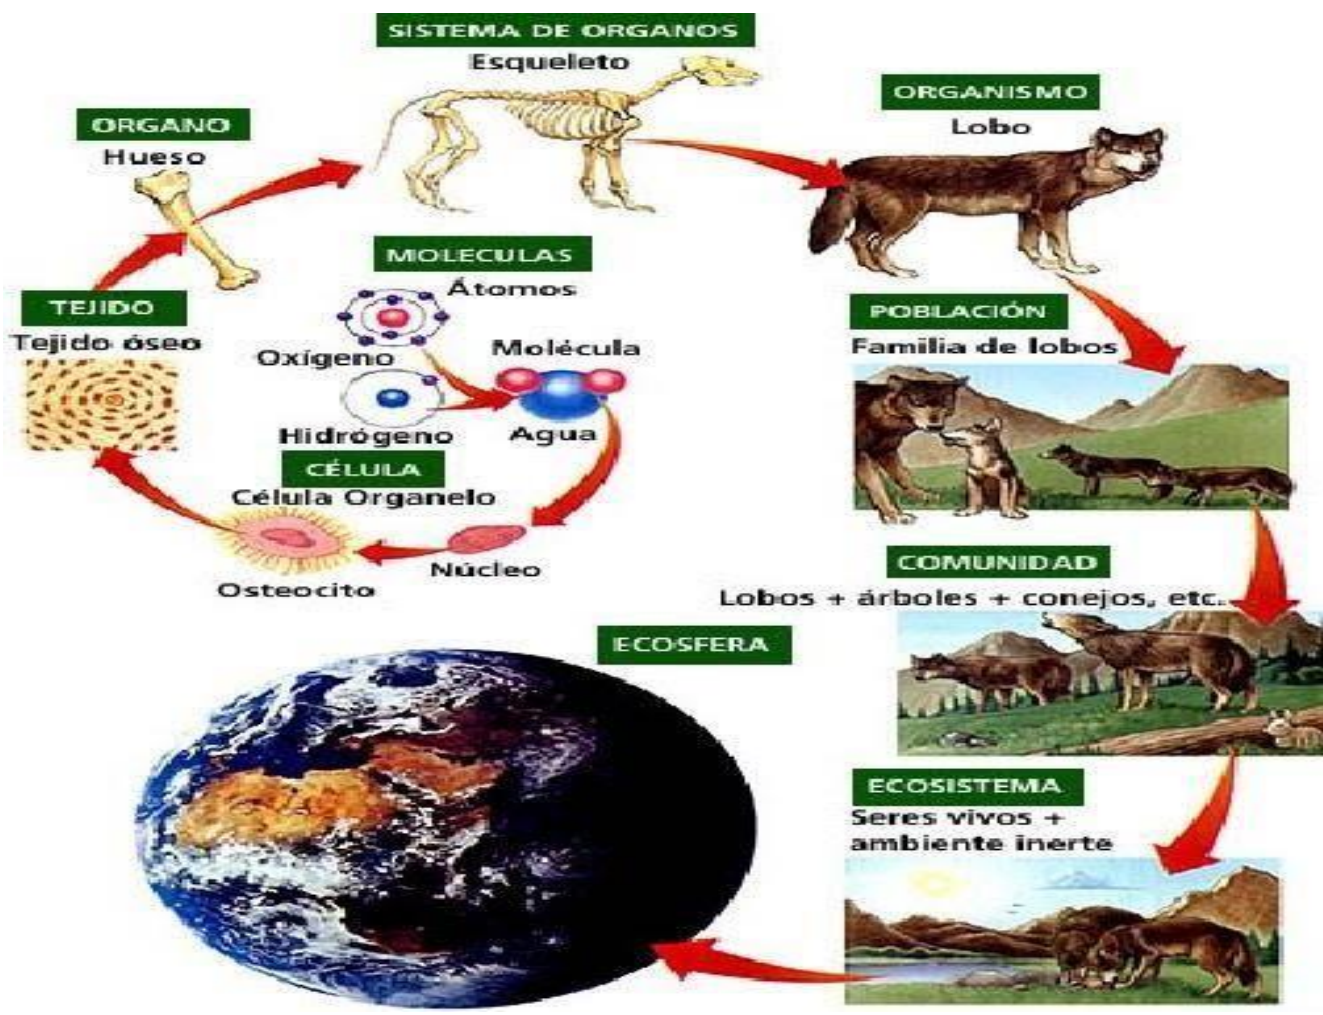 SISTEMA DE ORGANOS
Esqueleto
ORGANISMO
Lobo
ORGANO
Hueso
MOLECULAS
Átomos
TEJIDO
Tejido óseo
Oxígeno
Molécula
Hidrógeno
Agua
CÉLULA
Célula Organelo
Núcleo
Osteocito
POBLACIÓN
Familia de lobos
COMUNIDAD
Lobos + árboles + conejos, etc.
ECOSFERA
ECOSISTEMA
Seres vivos +
ambiente inerte